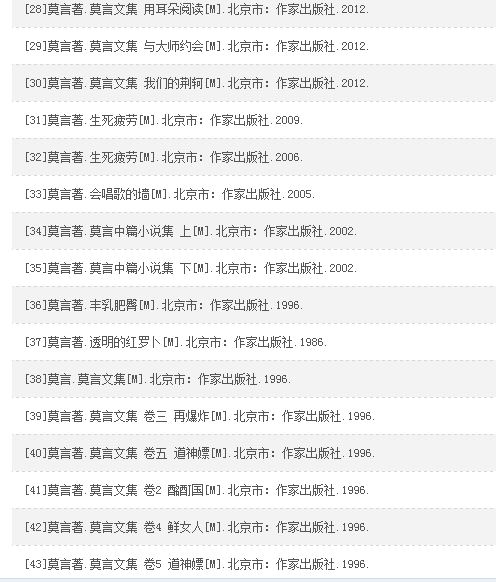 [28]莫言著.莫言文集 用耳朵阅读[M].北京市：作家出版社.2012.
[29]莫言著.莫言文集 与大师约会[M].北京市：作家出版社.2012.
[30]莫言著.莫言文集 我们的荆轲[M].北京市：作家出版社.2012.
[31]莫言著.生死疲劳[M].北京市：作家出版社.2009.
[32]莫言著.生死疲劳[M].北京市：作家出版社.2006.
[33]莫言著.会唱歌的墙[M].北京市：作家出版社.2005.
[34]莫言著.莫言中篇小说集 上[M].北京市：作家出版社.2002.
[35]莫言著.莫言中篇小说集 下[M].北京市：作家出版社.2002.
[36]莫言著.丰乳肥臀[M].北京市：作家出版社.1996.
[37]莫言著.透明的红罗卜[M].北京市：作家出版社.1986.
[38]莫言.莫言文集[M].北京市：作家出版社.1996.
[39]莫言著.莫言文集 卷三 再爆炸[M].北京市：作家出版社.1996.
[40]莫言著.莫言文集 卷五 道神嫖[M].北京市：作家出版社.1996.
[41]莫言著.莫言文集 卷2 酩酊国[M].北京市：作家出版社.1996.
[42]莫言著.莫言文集 卷4 鲜女人[M].北京市：作家出版社.1996.
[43]莫言著.莫言文集 卷5 道神嫖[M].北京市：作家出版社.1996.